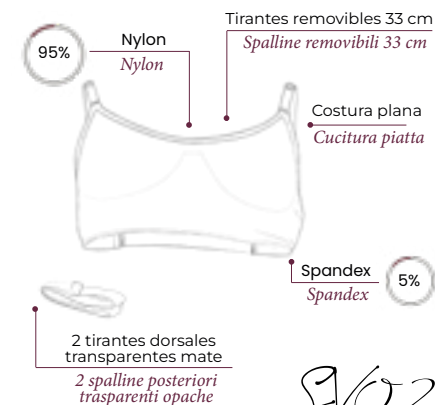 Tirantes removibles 33 cm
Spalline removibili 33 cm
95%
Nylon
Nylon
Costura plana
Cucitura piatta
Spandex
Spandex
5%
2 tirantes dorsales
transparentes mate
2 spalline posteriori
trasparenti opache